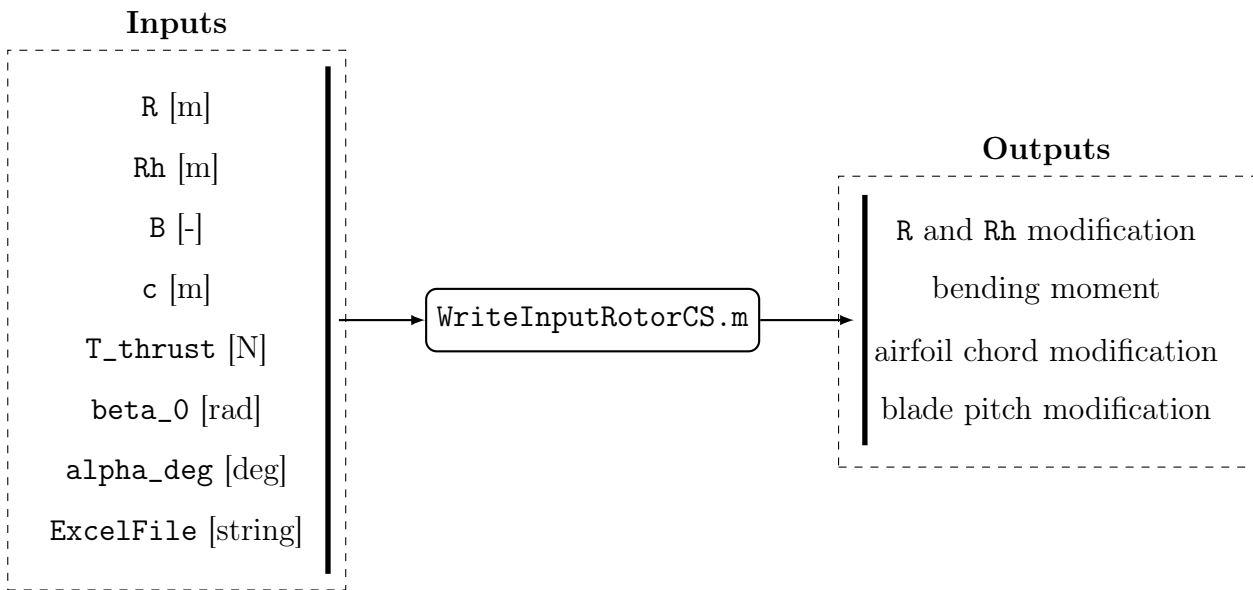 Inputs
R [m]
Rh [m]
B [-]
c [m]
T_thrust [N]
beta_0 [rad]
alpha_deg [deg]
ExcelFile [string]
WriteInputRotorCS.m
Outputs
R and Rh modification
bending moment
airfoil chord modification
blade pitch modification